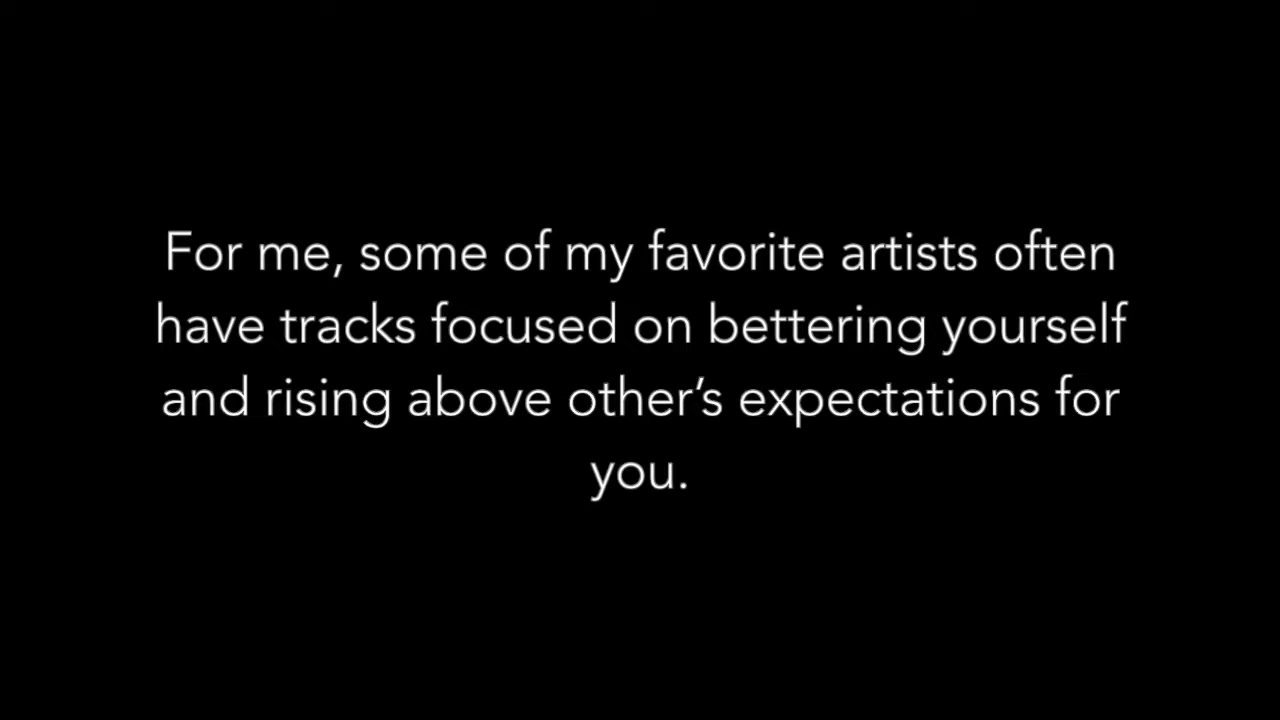 For me, some of my favorite artists often
have tracks focused on bettering yourself
and rising above other’s expectations for
you.